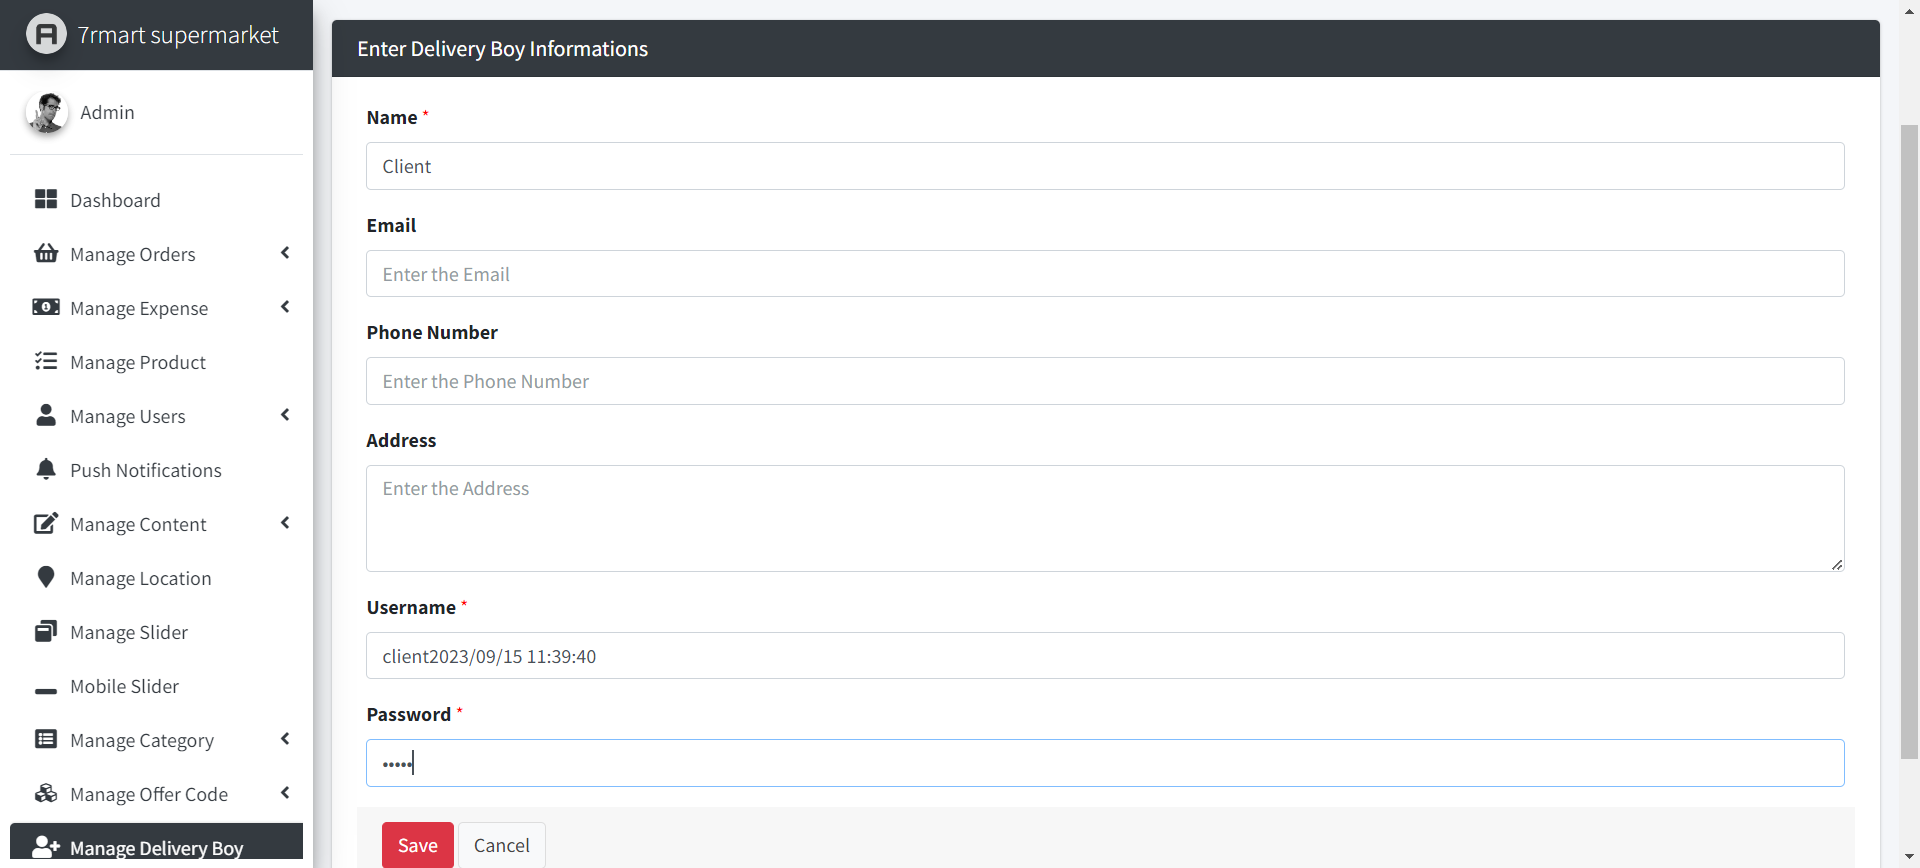 7rmart supermarket
Admin
Dashboard
Manage Orders
Manage Expense
Manage Product
Manage Users
Push Notifications
Manage Content
Manage Location
Manage Slider
Mobile Slider
Manage Category
Manage Offer Code
Manage Delivery Boy
Enter Delivery Boy Informations
Name *
Client
Email
Enter the Email
Phone Number
Enter the Phone Number
Address
Enter the Address
Username *
client2023/09/15 11:39:40
Password *
•••••
Save Cancel